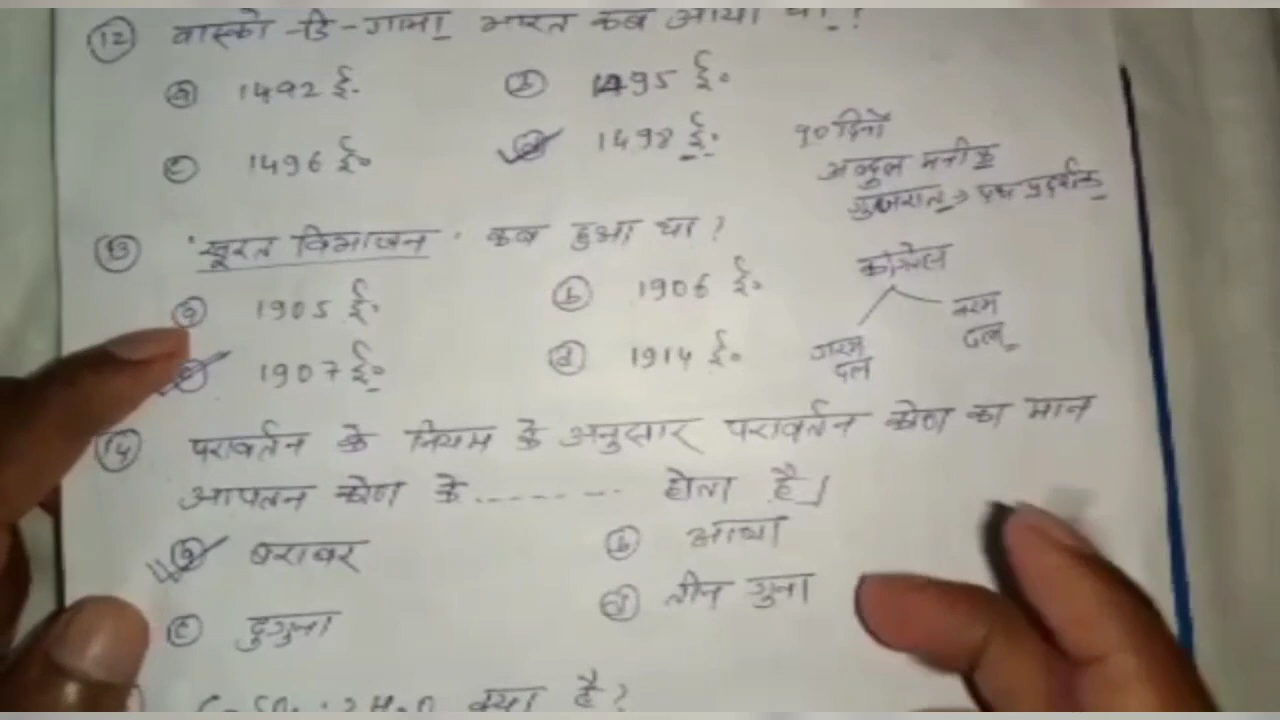 (12) वास्को -डि-गामा भारत कब आया था ?
(a) 1492 ई॰ (b) 1495 ई॰
(c) 1496 ई॰ (d) 1498 ई॰
90 दिनों
अब्दुल मनीक
गुजरात → पथ प्रदर्शक
(13) 'सूरत विभाजन' कब हुआ था ?
(a) 1905 ई॰ (b) 1906 ई॰
(c) 1907 ई॰ (d) 1914 ई॰
कांग्रेस
गरम दल
नरम दल
(14) परावर्तन के नियम के अनुसार परावर्तन कोण का मान
आपतन कोण के ........ होता है।
(a) बराबर (b) आधा
(c) दुगुना (d) तीन गुना
क्या है ?